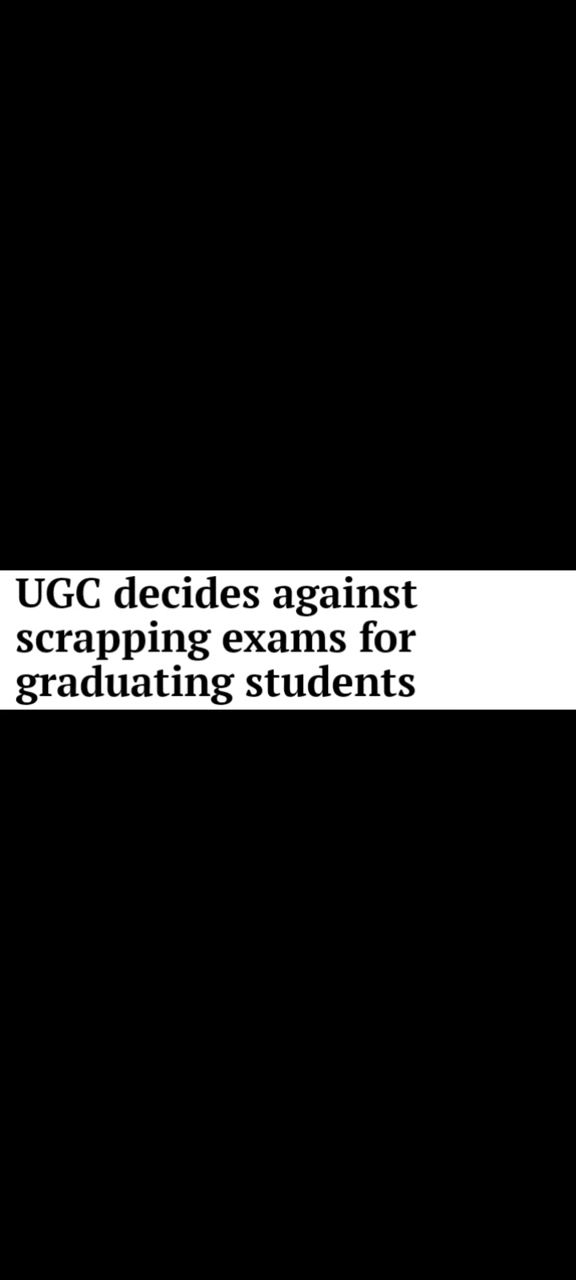 UGC decides against
scrapping exams for
graduating students